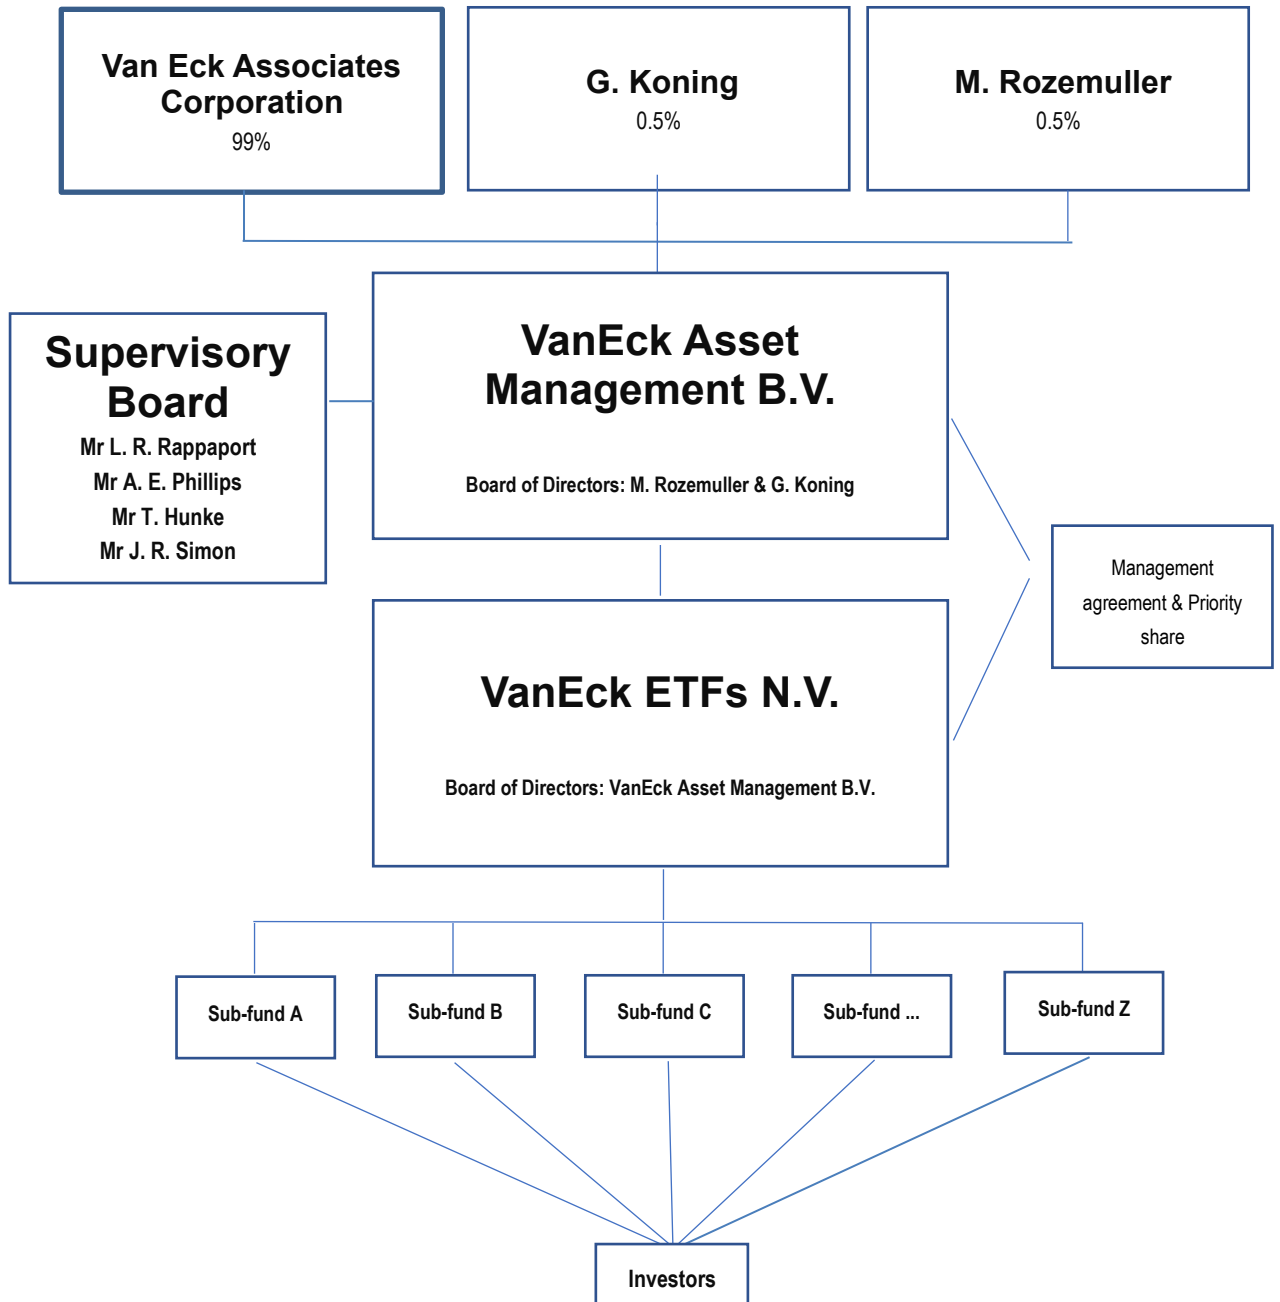 Van Eck Associates
Corporation
99%
G. Koning
0.5%
M. Rozemuller
0.5%
Supervisory
Board
Mr L. R. Rappaport
Mr A. E. Phillips
Mr T. Hunke
Mr J. R. Simon
VanEck Asset
Management B.V.
Board of Directors: M. Rozemuller & G. Koning
Management
agreement & Priority
share
VanEck ETFs N.V.
Board of Directors: VanEck Asset Management B.V.
Sub-fund A
Sub-fund B
Sub-fund C
Sub-fund ...
Sub-fund Z
Investors